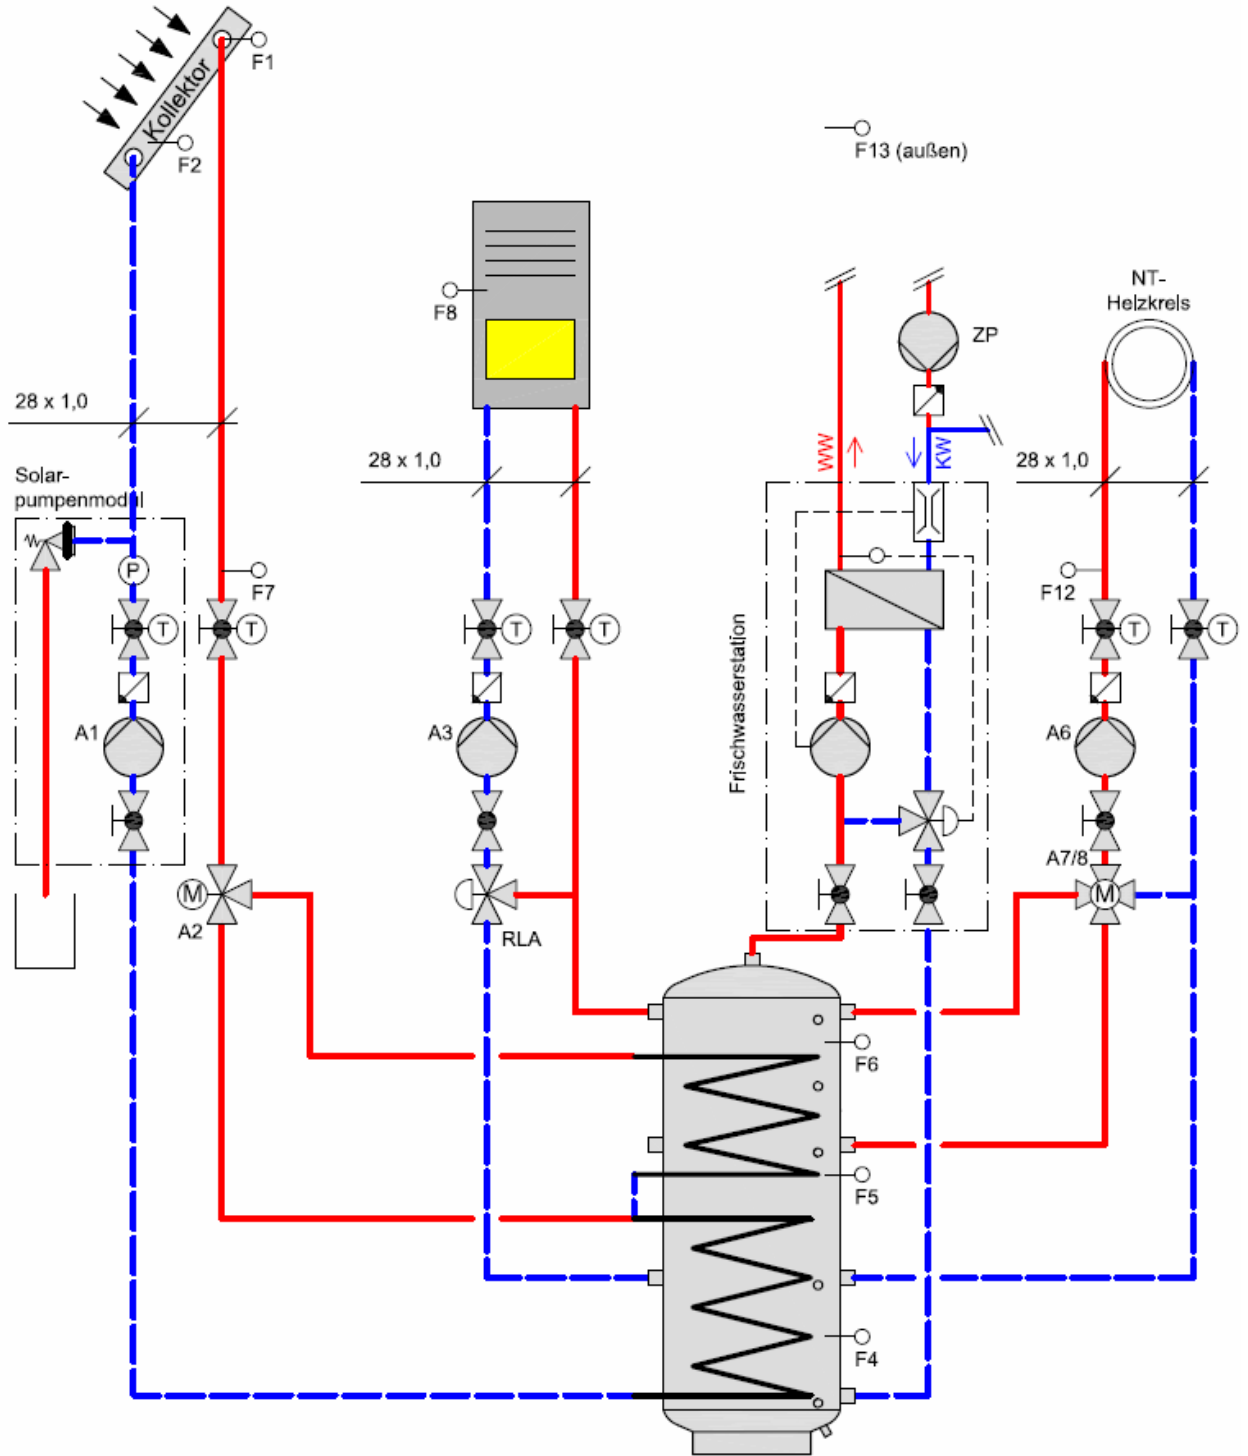 F1
Kollektor
F2
F13 (außen)
F8
NT-
Heizkreis
ZP
28 x 1,0
WW
KW
28 x 1,0
28 x 1,0
Solar-
pumpenmodul
P
F7
F12
T
T
T
T
T
T
Frischwasserstation
A1
A3
A6
A7/8
M
A2
RLA
M
F6
F5
F4